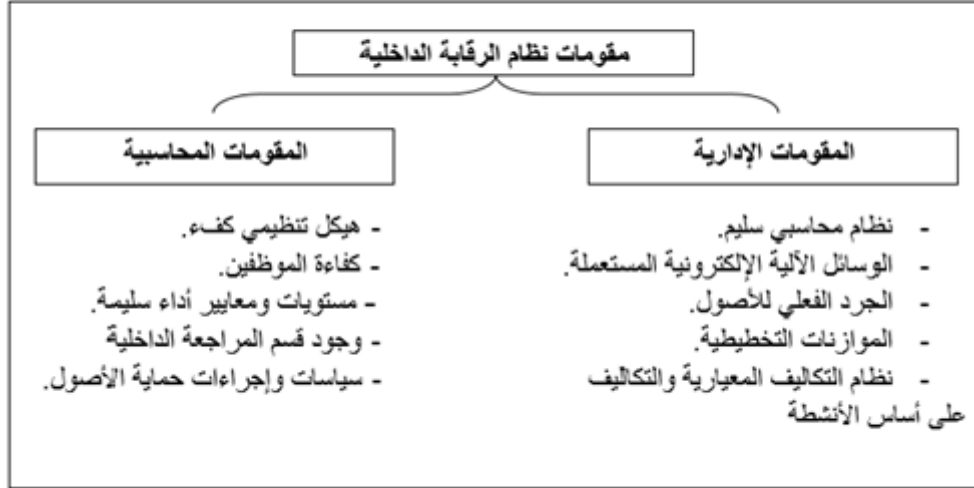 مقومات نظام الرقابة الداخلية
المقومات الإدارية
- نظام محاسبي سليم.
- الوسائل الآلية الإلكترونية المستعملة.
- الجرد الفعلي للأصول.
- الموازنات التخطيطية.
- نظام التكاليف المعيارية والتكاليف
على أساس الأنشطة
المقومات المحاسبية
- هيكل تنظيمي كفء.
- كفاءة الموظفين.
- مستويات ومعايير أداء سليمة.
- وجود قسم المراجعة الداخلية
- سياسات وإجراءات حماية الأصول.